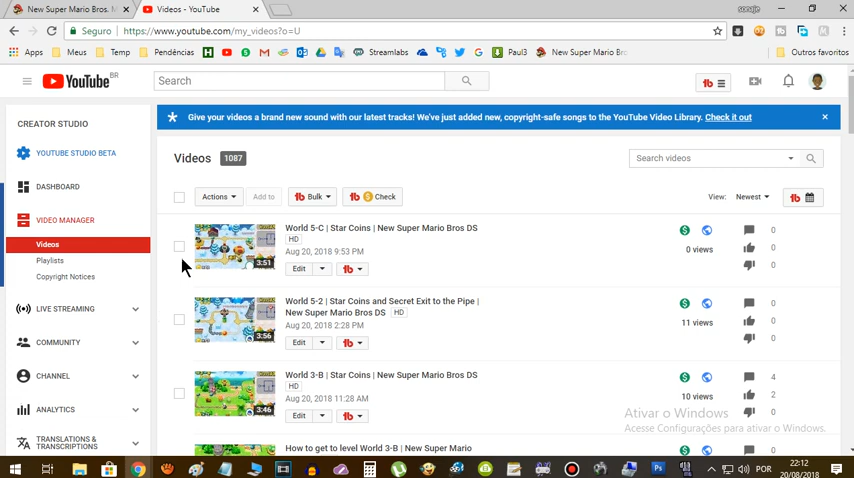 New Super Mario Bros. M
Videos - YouTube
sonaje
Seguro
https://www.youtube.com/my_videos?o=U
Apps
Meus
Temp
Pendências
Streamlabs
Paul3
New Super Mario Bro
Outros favoritos
YouTube BR
Search
CREATOR STUDIO
Give your videos a brand new sound with our latest tracks! We've just added new, copyright-safe songs to the YouTube Video Library. Check it out
YOUTUBE STUDIO BETA
DASHBOARD
VIDEO MANAGER
Videos
Playlists
Copyright Notices
LIVE STREAMING
COMMUNITY
CHANNEL
ANALYTICS
TRANSLATIONS &
TRANSCRIPTIONS
Videos 1087
Search videos
Actions
Add to
tb Bulk
tb $ Check
View: Newest
tb
World 5-C | Star Coins | New Super Mario Bros DS
HD
Aug 20, 2018 9:53 PM
Edit
tb
3:51
0 views
0
0
0
World 5-2 | Star Coins and Secret Exit to the Pipe |
New Super Mario Bros DS HD
Aug 20, 2018 2:28 PM
Edit
tb
3:56
11 views
0
0
0
World 3-B | Star Coins | New Super Mario Bros DS
HD
Aug 20, 2018 11:28 AM
Edit
tb
3:46
10 views
4
2
0
How to get to level World 3-B | New Super Mario
0
Ativar o Windows
Acesse Configurações para ativar o Windows.
POR
22:12
20/08/2018